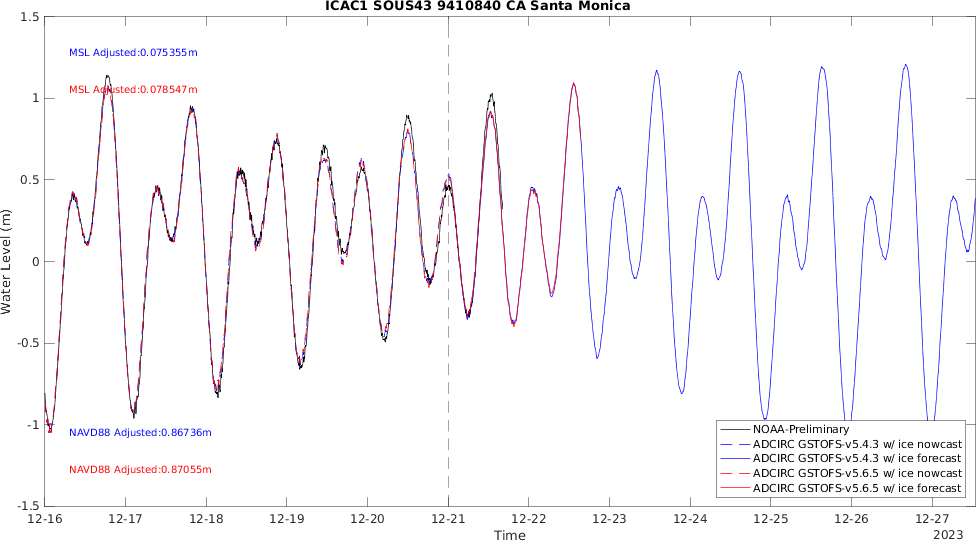 ICAC1 SOUS43 9410840 CA Santa Monica
1.5
MSL Adjusted:0.075355m
1
MSL Adjusted:0.078547m
0.5
Water Level (m)
0
-0.5
-1
NAVD88 Adjusted:0.86736m
NAVD88 Adjusted:0.87055m
NOAA-Preliminary
ADCIRC GSTOFS-v5.4.3 w/ ice nowcast
ADCIRC GSTOFS-v5.4.3 w/ ice forecast
ADCIRC GSTOFS-v5.6.5 w/ ice nowcast
ADCIRC GSTOFS-v5.6.5 w/ ice forecast
-1.5
12-16 12-17 12-18 12-19 12-20 12-21 12-22 12-23 12-24 12-25 12-26 12-27
Time
2023